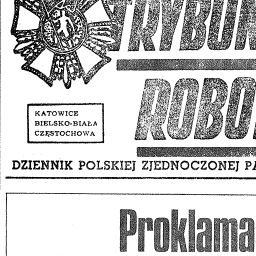 TRYBUN
ROBO
KATOWICE
BIELSKO-BIAŁA
CZĘSTOCHOWA
DZIENNIK POLSKIEJ ZJEDNOCZONEJ PA
Proklama